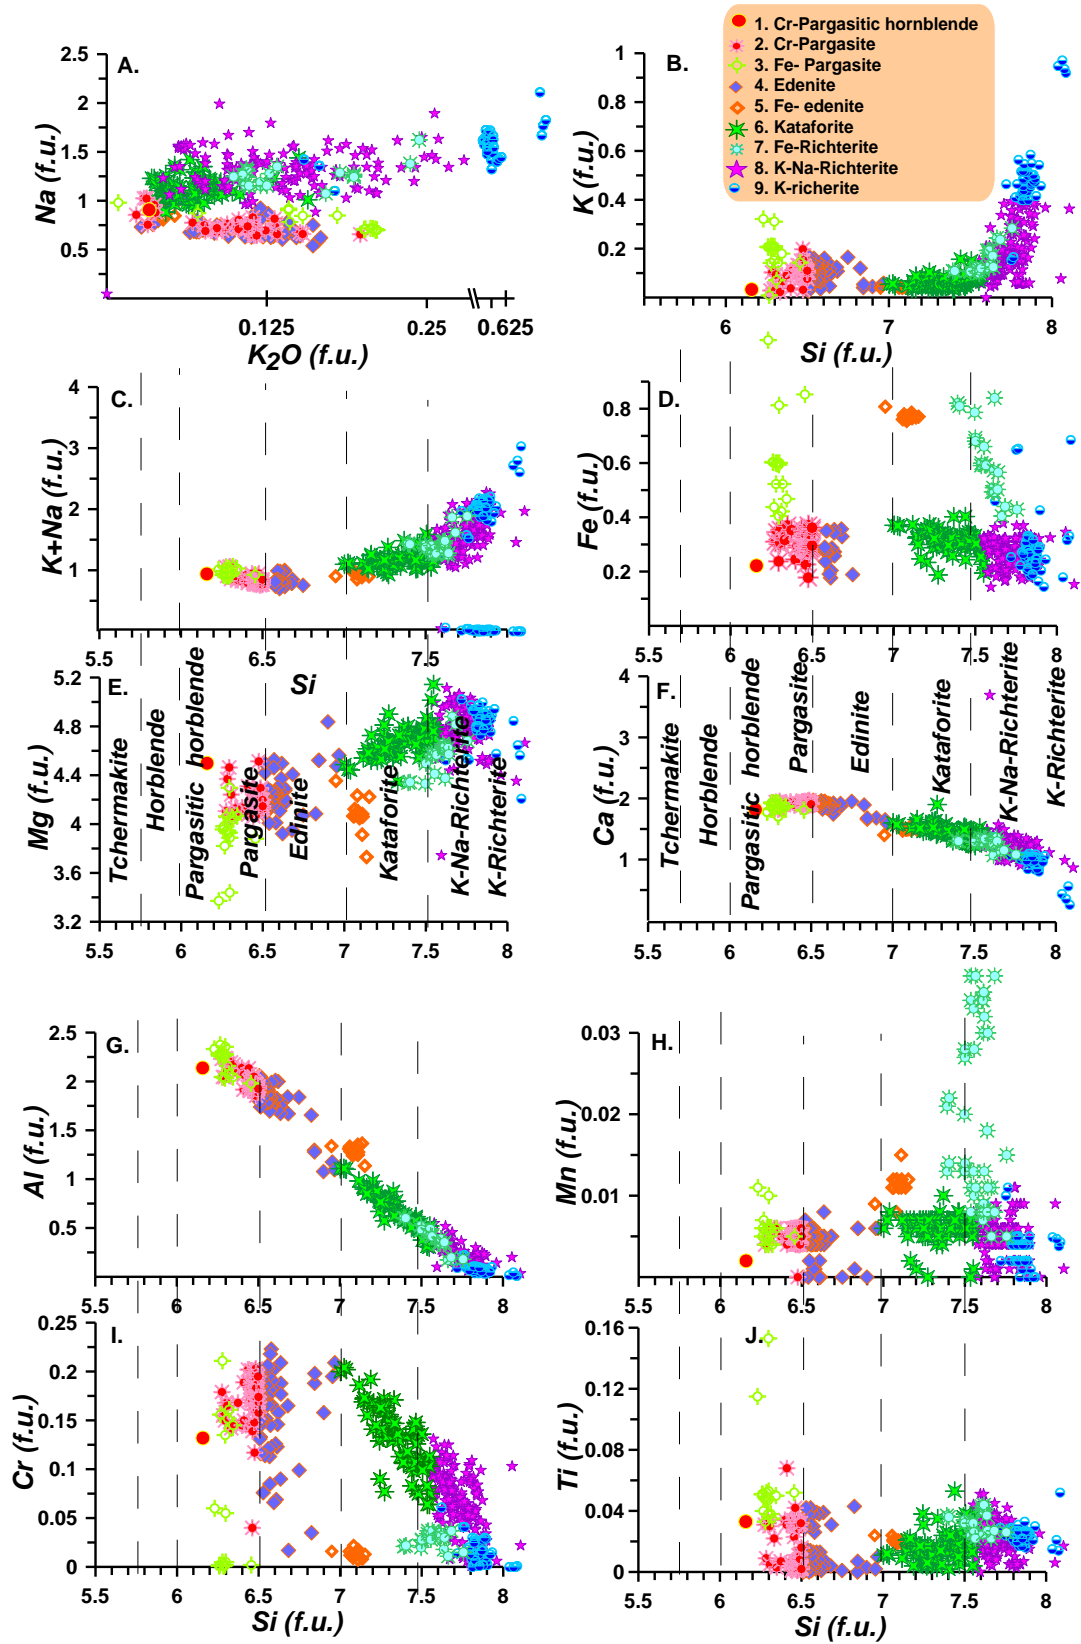 1. Cr-Pargasitic hornblende
2. Cr-Pargasite
3. Fe- Pargasite
4. Edenite
5. Fe- edenite
6. Kataforite
7. Fe-Richterite
8. K-Na-Richterite
9. K-richerite
A.
Na (f.u.)
2.5
2
1.5
1
0.5
0.125
0.25
0.625
K2O (f.u.)
B.
K (f.u.)
1
0.8
0.6
0.4
0.2
0
6
7
8
Si (f.u.)
C.
K+Na (f.u.)
4
3
2
1
5.5
6.5
7.5
Si
D.
Fe (f.u.)
0.8
0.6
0.4
0.2
5.5
6
6.5
7
7.5
8
E.
Mg (f.u.)
5.2
4.8
4.4
4
3.6
3.2
Tchermakite
Horblende
Pargasitic horblende
Pargasite
Edinite
Kataforite
K-Na-Richterite
K-Richterite
5.5
6
6.5
7
7.5
8
F.
Ca (f.u.)
4
3
2
1
0
Tchermakite
Horblende
Pargasitic horblende
Pargasite
Edinite
Kataforite
K-Na-Richterite
K-Richterite
5.5
6
6.5
7
7.5
8
G.
Al (f.u.)
2.5
2
1.5
1
0.5
5.5
6
6.5
7
7.5
8
H.
Mn (f.u.)
0.03
0.02
0.01
0
5.5
6
6.5
7
7.5
8
I.
Cr (f.u.)
0.25
0.2
0.15
0.1
0.05
0
5.5
6
6.5
7
7.5
8
Si (f.u.)
J.
Ti (f.u.)
0.16
0.12
0.08
0.04
0
5.5
6
6.5
7
7.5
8
Si (f.u.)